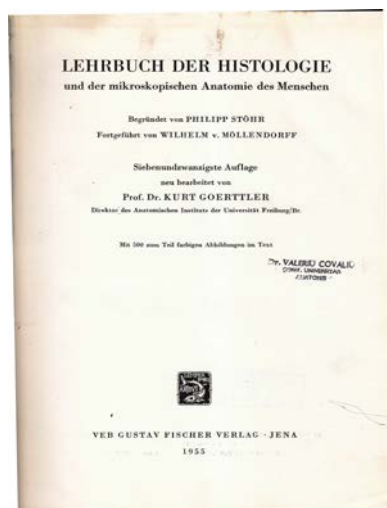 LEHRBUCH DER HISTOLOGIE
und der mikroskopischen Anatomie des Menschen
Begründet von PHILIPP STÖHR
Fortgeführt von WILHELM v. MÖLLENDORFF
Siebenundzwanzigste Auflage
neu bearbeitet von
Prof. Dr. KURT GOERTTLER
Direktor des Anatomischen Instituts der Universität Freiburg/Br.
Mit 500 zum Teil farbigen Abbildungen im Text
Dr. VALERIU COVALIU
VEB GUSTAV FISCHER VERLAG · JENA
1955